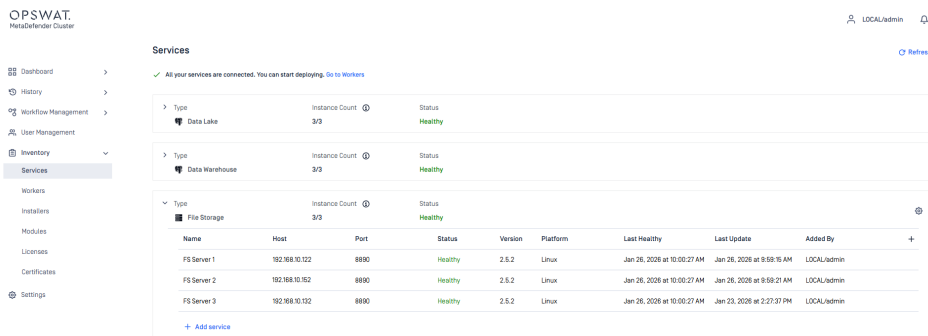 OPSWAT.
MetaDefender Cluster
LOCAL/admin
Services
Refres
All your services are connected. You can start deploying. Go to Workers
Dashboard
History
Workflow Management
User Management
Inventory
Services
Workers
Installers
Modules
Licenses
Certificates
Settings
Type Instance Count Status
Data Lake 3/3 Healthy
Type Instance Count Status
Data Warehouse 3/3 Healthy
Type Instance Count Status
File Storage 3/3 Healthy
Name Host Port Status Version Platform Last Healthy Last Update Added By
FS Server 1 192.168.10.122 8890 Healthy 2.5.2 Linux Jan 26, 2026 at 10:00:27 AM Jan 26, 2026 at 9:59:15 AM LOCAL/admin
FS Server 2 192.168.10.152 8890 Healthy 2.5.2 Linux Jan 26, 2026 at 10:00:27 AM Jan 26, 2026 at 9:59:21 AM LOCAL/admin
FS Server 3 192.168.10.132 8890 Healthy 2.5.2 Linux Jan 26, 2026 at 10:00:27 AM Jan 23, 2026 at 2:27:37 PM LOCAL/admin
+ Add service